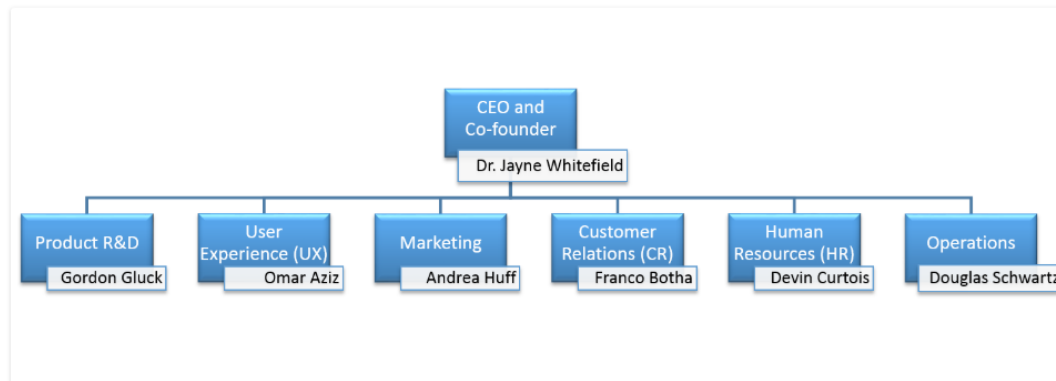 CEO and
Co-founder
Dr. Jayne Whitefield
Product R&D
Gordon Gluck
User
Experience (UX)
Omar Aziz
Marketing
Andrea Huff
Customer
Relations (CR)
Franco Botha
Human
Resources (HR)
Devin Curtois
Operations
Douglas Schwartz